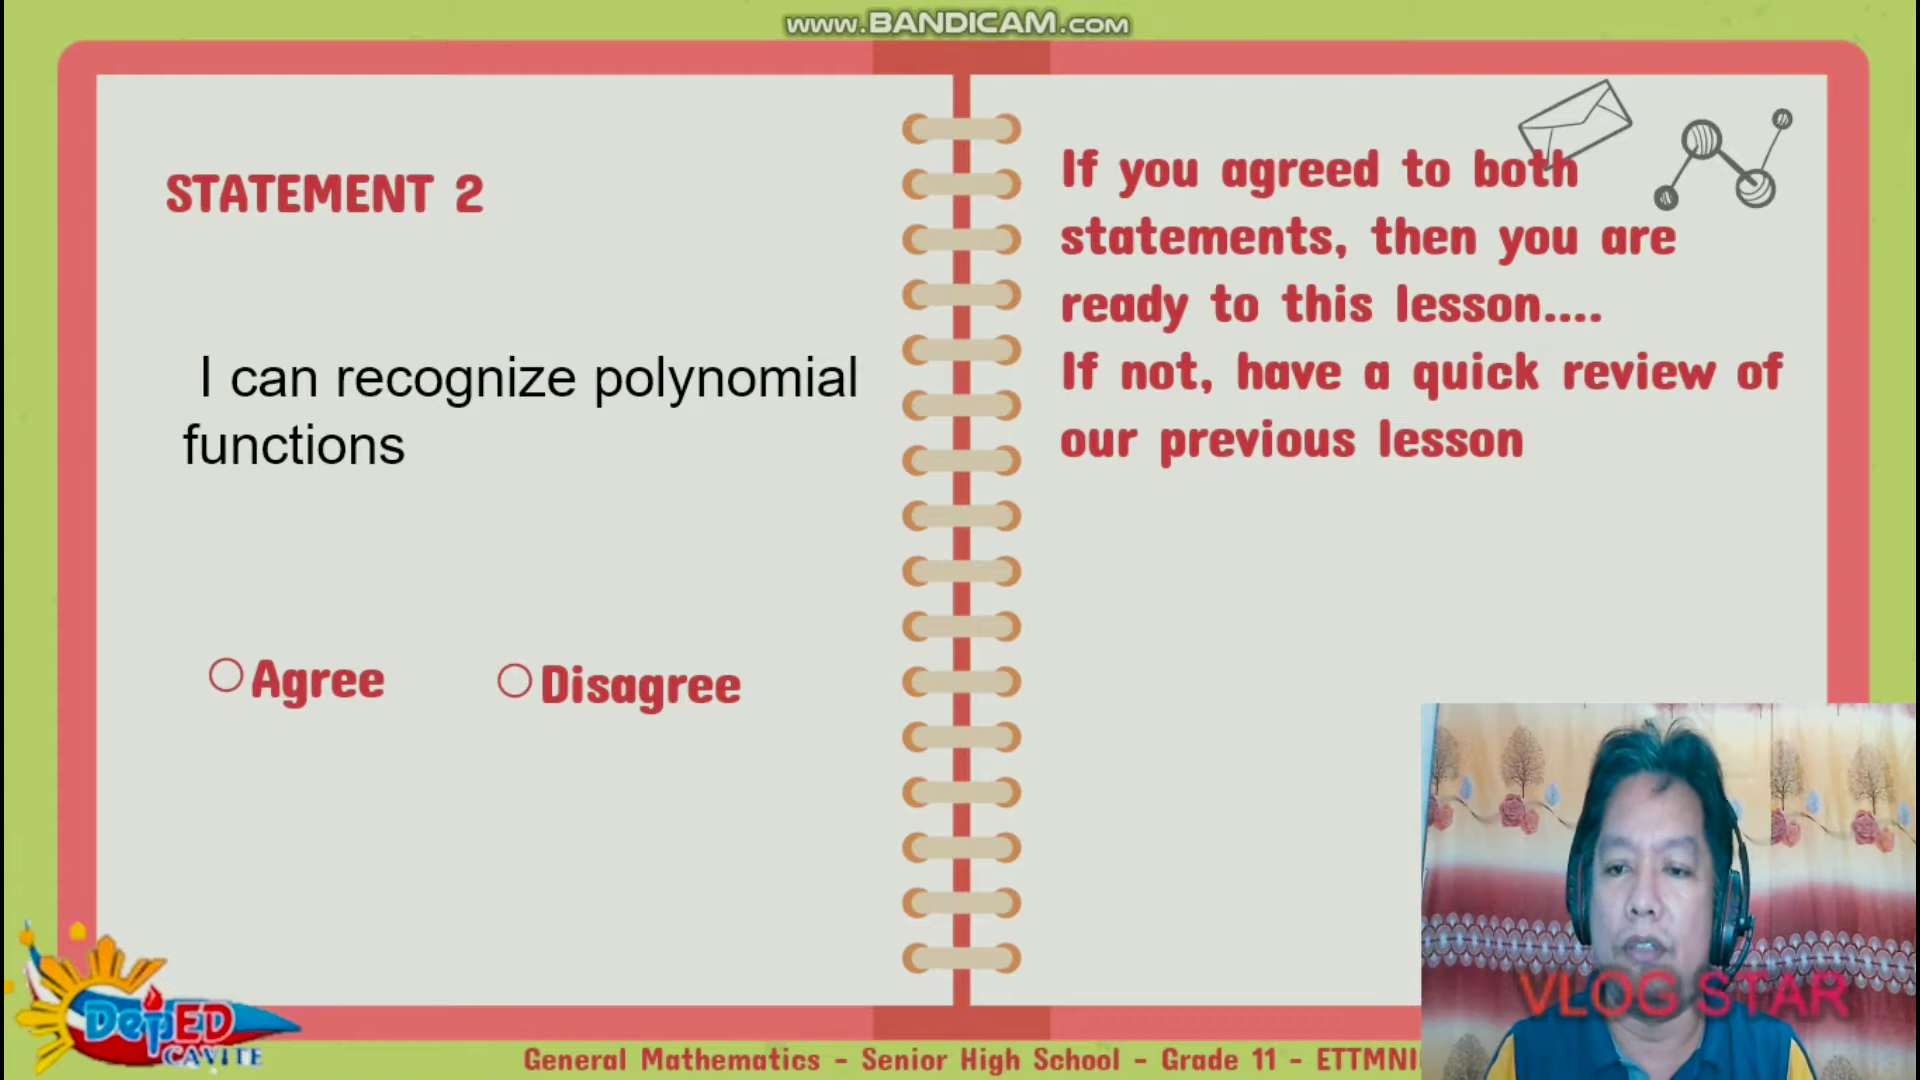 www.BANDICAM.com
STATEMENT 2
I can recognize polynomial
functions
Agree
Disagree
If you agreed to both
statements, then you are
ready to this lesson....
If not, have a quick review of
our previous lesson
VLOG STAR
DepED
CAVITE
General Mathematics - Senior High School - Grade 11 -